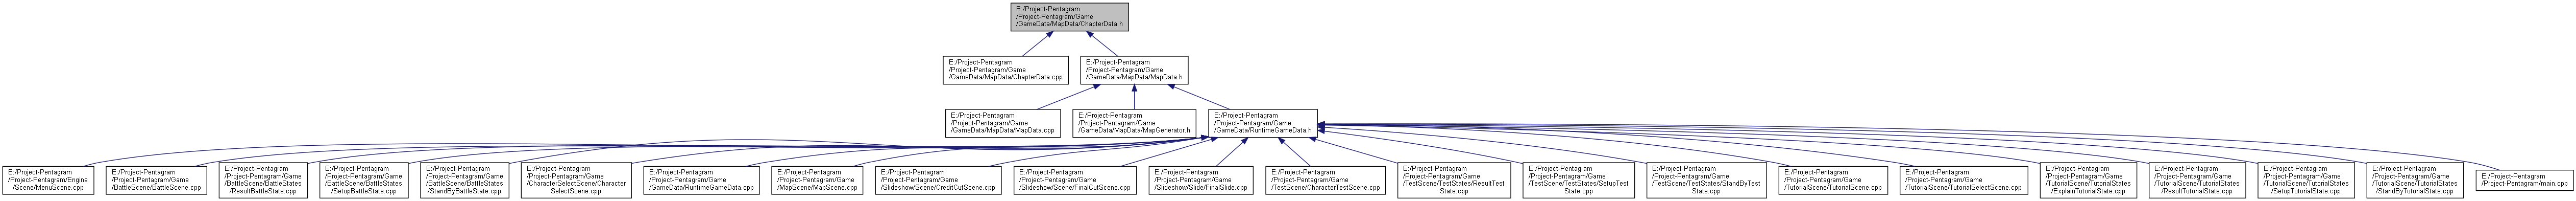 E:/Project-Pentagram
/Project-Pentagram/Game
/GameData/MapData/ChapterData.h
E:/Project-Pentagram
/Project-Pentagram/Game
/GameData/MapData/ChapterData.cpp
E:/Project-Pentagram
/Project-Pentagram/Game
/GameData/MapData/MapData.h
E:/Project-Pentagram
/Project-Pentagram/Game
/GameData/MapData/MapData.cpp
E:/Project-Pentagram
/Project-Pentagram/Game
/GameData/MapData/MapGenerator.h
E:/Project-Pentagram
/Project-Pentagram/Game
/GameData/RuntimeGameData.h
E:/Project-Pentagram
/Project-Pentagram/Engine
/Scene/MenuScene.cpp
E:/Project-Pentagram
/Project-Pentagram/Game
/BattleScene/BattleScene.cpp
E:/Project-Pentagram
/Project-Pentagram/Game
/BattleScene/BattleStates
/ResultBattleState.cpp
E:/Project-Pentagram
/Project-Pentagram/Game
/BattleScene/BattleStates
/SetupBattleState.cpp
E:/Project-Pentagram
/Project-Pentagram/Game
/BattleScene/BattleStates
/StandByBattleState.cpp
E:/Project-Pentagram
/Project-Pentagram/Game
/CharacterSelectScene/Character
SelectScene.cpp
E:/Project-Pentagram
/Project-Pentagram/Game
/GameData/RuntimeGameData.cpp
E:/Project-Pentagram
/Project-Pentagram/Game
/MapScene/MapScene.cpp
E:/Project-Pentagram
/Project-Pentagram/Game
/Slideshow/Scene/CreditCutScene.cpp
E:/Project-Pentagram
/Project-Pentagram/Game
/Slideshow/Scene/FinalCutScene.cpp
E:/Project-Pentagram
/Project-Pentagram/Game
/Slideshow/Slide/FinalSlide.cpp
E:/Project-Pentagram
/Project-Pentagram/Game
/TestScene/CharacterTestScene.cpp
E:/Project-Pentagram
/Project-Pentagram/Game
/TestScene/TestStates/ResultTest
State.cpp
E:/Project-Pentagram
/Project-Pentagram/Game
/TestScene/TestStates/SetupTest
State.cpp
E:/Project-Pentagram
/Project-Pentagram/Game
/TestScene/TestStates/StandByTest
State.cpp
E:/Project-Pentagram
/Project-Pentagram/Game
/TutorialScene/TutorialScene.cpp
E:/Project-Pentagram
/Project-Pentagram/Game
/TutorialScene/TutorialSelectScene.cpp
E:/Project-Pentagram
/Project-Pentagram/Game
/TutorialScene/TutorialStates
/ExplainTutorialState.cpp
E:/Project-Pentagram
/Project-Pentagram/Game
/TutorialScene/TutorialStates
/ResultTutorialState.cpp
E:/Project-Pentagram
/Project-Pentagram/Game
/TutorialScene/TutorialStates
/SetupTutorialState.cpp
E:/Project-Pentagram
/Project-Pentagram/Game
/TutorialScene/TutorialStates
/StandByTutorialState.cpp
E:/Project-Pentagram
/Project-Pentagram/main.cpp